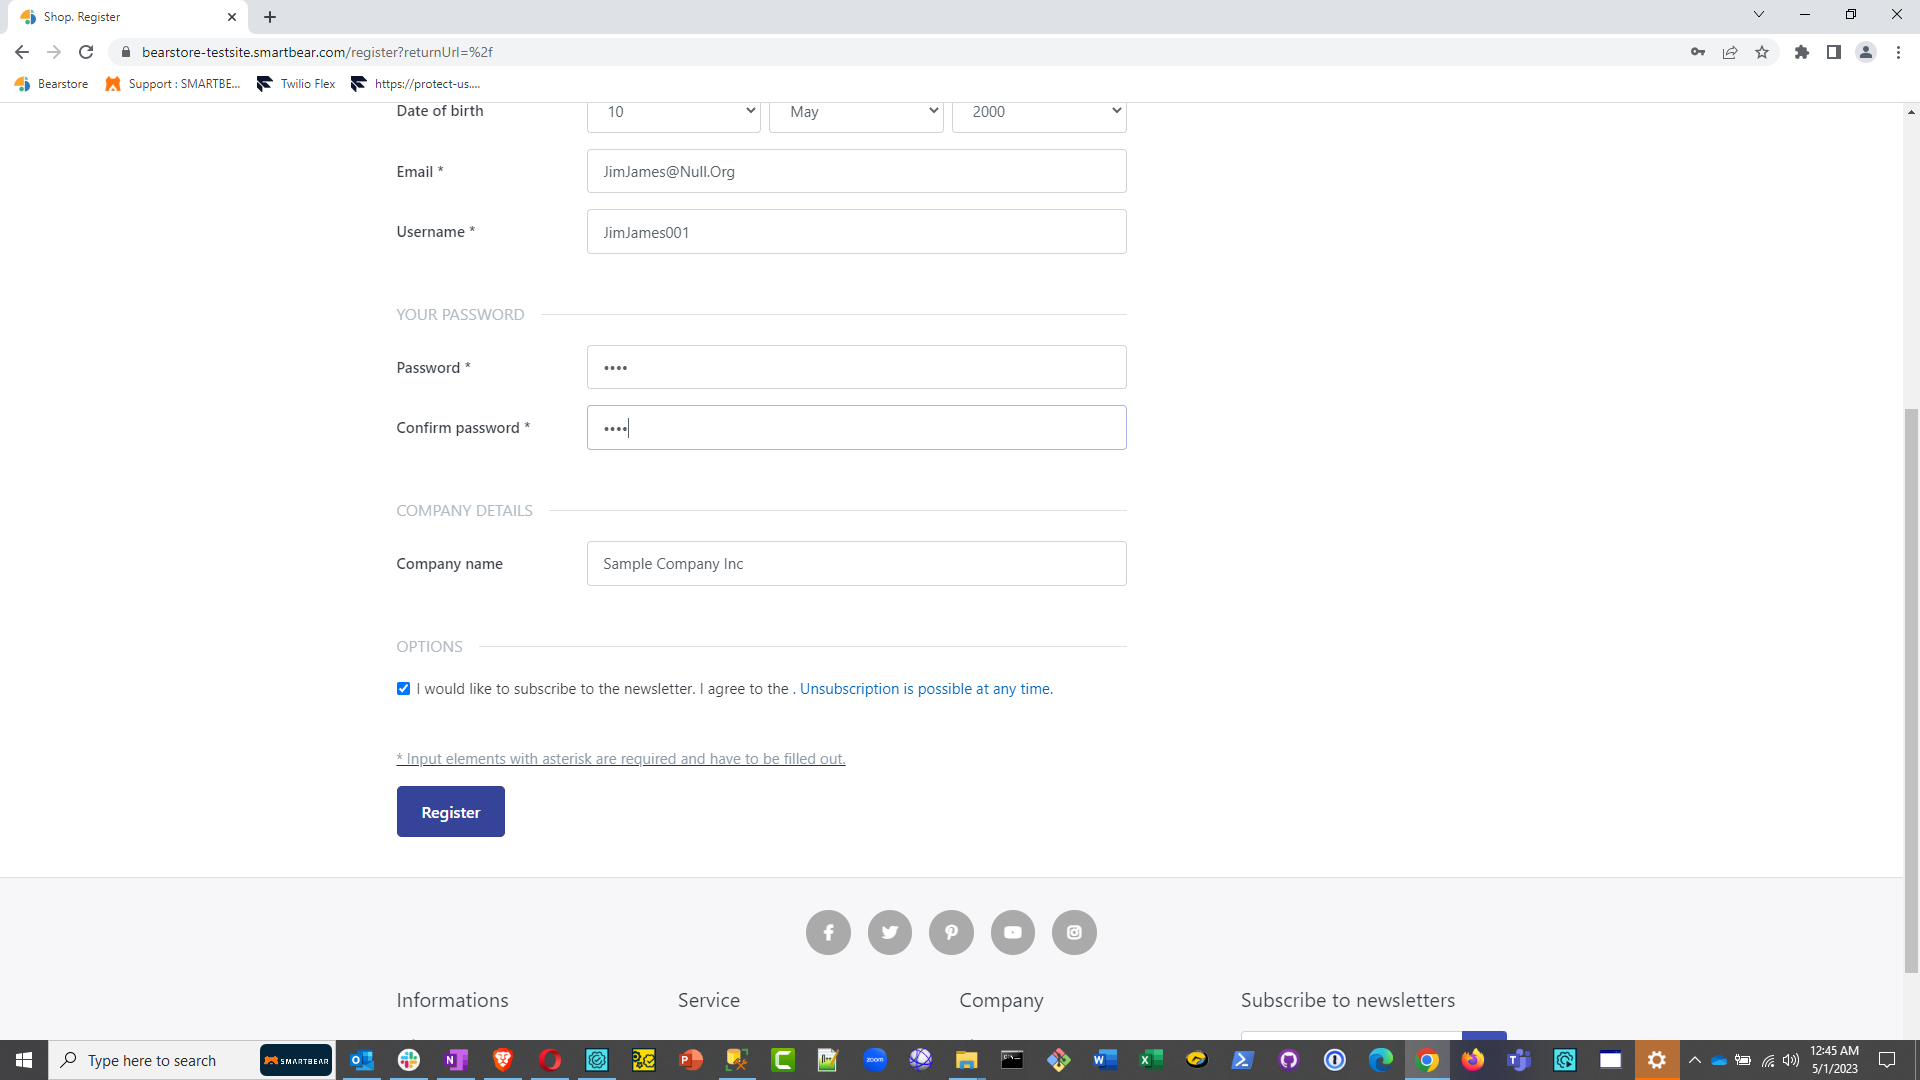 Shop. Register
bearstore-testsite.smartbear.com/register?returnUrl=%2f
Bearstore
Support : SMARTBE...
Twilio Flex
https://protect-us....
Date of birth
10
May
2000
Email *
JimJames@Null.Org
Username *
JimJames001
YOUR PASSWORD
Password *
••••
Confirm password *
••••
COMPANY DETAILS
Company name
Sample Company Inc
OPTIONS
I would like to subscribe to the newsletter. I agree to the . Unsubscription is possible at any time.
* Input elements with asterisk are required and have to be filled out.
Register
Informations
Service
Company
Subscribe to newsletters
Type here to search
SMARTBEAR
zoom
12:45 AM
5/1/2023